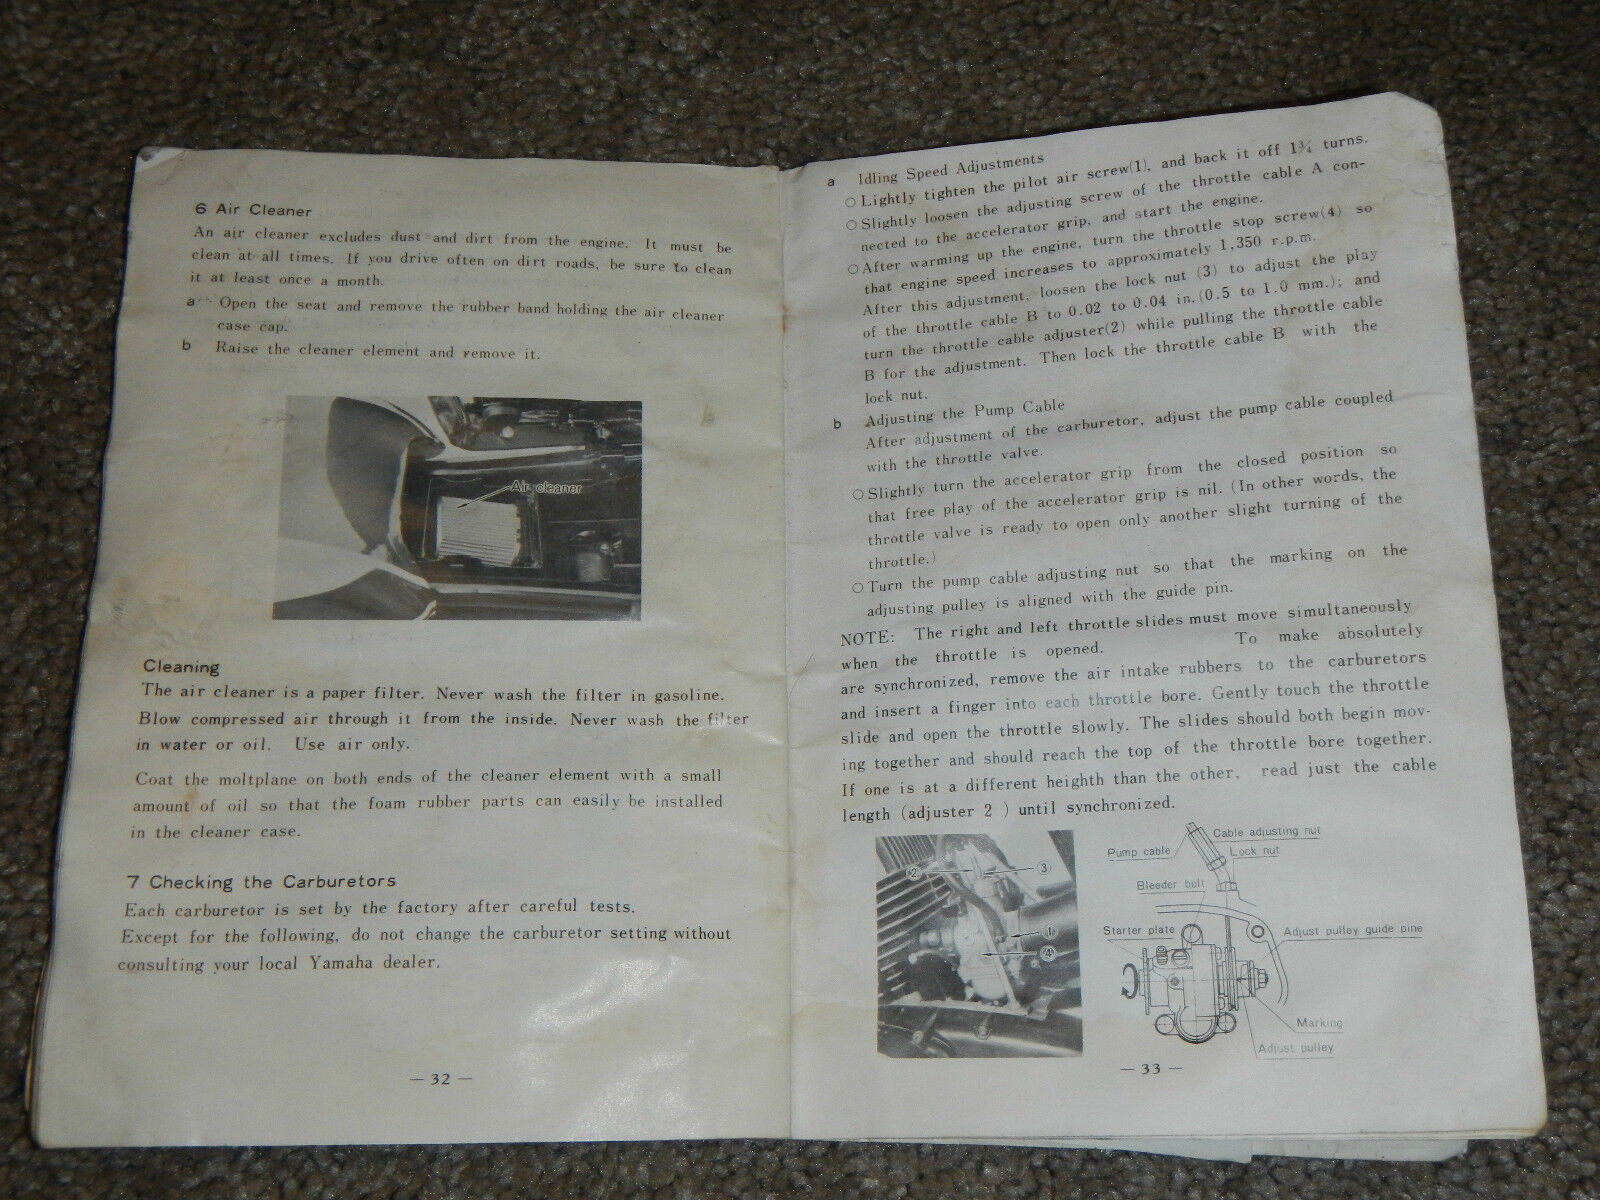 6 Air Cleaner
An air cleaner excludes dust and dirt from the engine. It must be
clean at all times. If you drive often on dirt roads, be sure to clean
it at least once a month.
a Open the seat and remove the rubber band holding the air cleaner
case cap.
b Raise the cleaner element and remove it.
Air cleaner
Cleaning
The air cleaner is a paper filter. Never wash the filter in gasoline.
Blow compressed air through it from the inside. Never wash the filter
in water or oil. Use air only.
Coat the moltplane on both ends of the cleaner element with a small
amount of oil so that the foam rubber parts can easily be installed
in the cleaner case.
7 Checking the Carburetors
Each carburetor is set by the factory after careful tests.
Except for the following, do not change the carburetor setting without
consulting your local Yamaha dealer.
— 32 —
a Idling Speed Adjustments
○ Lightly tighten the pilot air screw(1), and back it off 1¾ turns.
○ Slightly loosen the adjusting screw of the throttle cable A con-
nected to the accelerator grip, and start the engine.
○ After warming up the engine, turn the throttle stop screw(4) so
that engine speed increases to approximately 1,350 r.p.m.
After this adjustment, loosen the lock nut (3) to adjust the play
of the throttle cable B to 0.02 to 0.04 in.(0.5 to 1.0 mm.); and
turn the throttle cable adjuster(2) while pulling the throttle cable
B for the adjustment. Then lock the throttle cable B with the
lock nut.
b Adjusting the Pump Cable
After adjustment of the carburetor, adjust the pump cable coupled
with the throttle valve.
○ Slightly turn the accelerator grip from the closed position so
that free play of the accelerator grip is nil. (In other words, the
throttle valve is ready to open only another slight turning of the
throttle.)
○ Turn the pump cable adjusting nut so that the marking on the
adjusting pulley is aligned with the guide pin.
NOTE: The right and left throttle slides must move simultaneously
when the throttle is opened. To make absolutely
are synchronized, remove the air intake rubbers to the carburetors
and insert a finger into each throttle bore. Gently touch the throttle
slide and open the throttle slowly. The slides should both begin mov-
ing together and should reach the top of the throttle bore together.
If one is at a different heighth than the other, read just the cable
length (adjuster 2 ) until synchronized.
② ③
①
④
Cable adjusting nut
Pump cable
Lock nut
Bleeder bolt
Starter plate
Adjust pulley guide pine
Marking
Adjust pulley
— 33 —